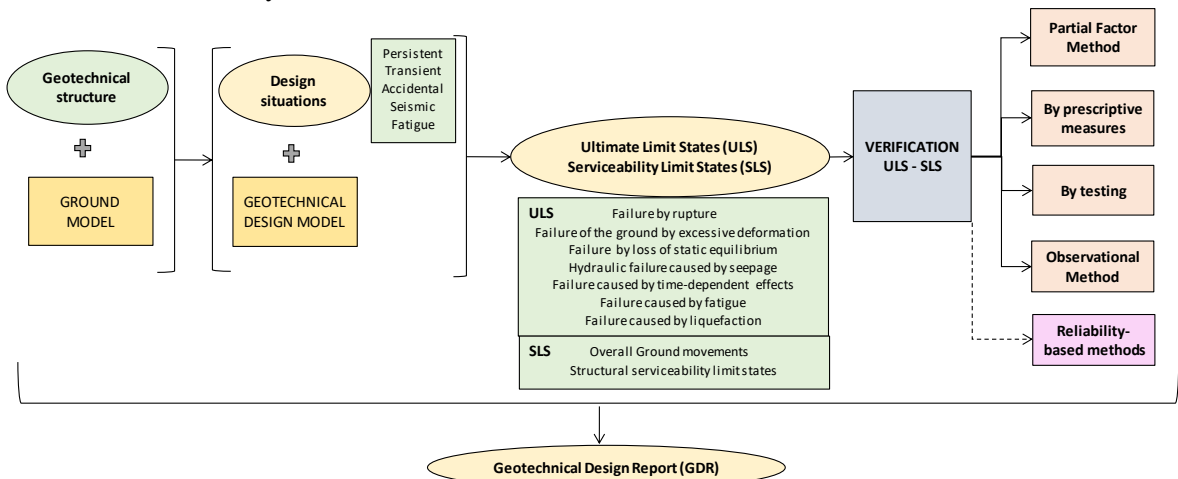 Geotechnical
structure
GROUND
MODEL
Design
situations
GEOTECHNICAL
DESIGN MODEL
Persistent
Transient
Accidental
Seismic
Fatigue
Ultimate Limit States (ULS)
Serviceability Limit States (SLS)
ULS Failure by rupture
Failure of the ground by excessive deformation
Failure by loss of static equilibrium
Hydraulic failure caused by seepage
Failure caused by time-dependent effects
Failure caused by fatigue
Failure caused by liquefaction
SLS Overall Ground movements
Structural serviceability limit states
VERIFICATION
ULS - SLS
Partial Factor
Method
By prescriptive
measures
By testing
Observational
Method
Reliability-
based methods
Geotechnical Design Report (GDR)